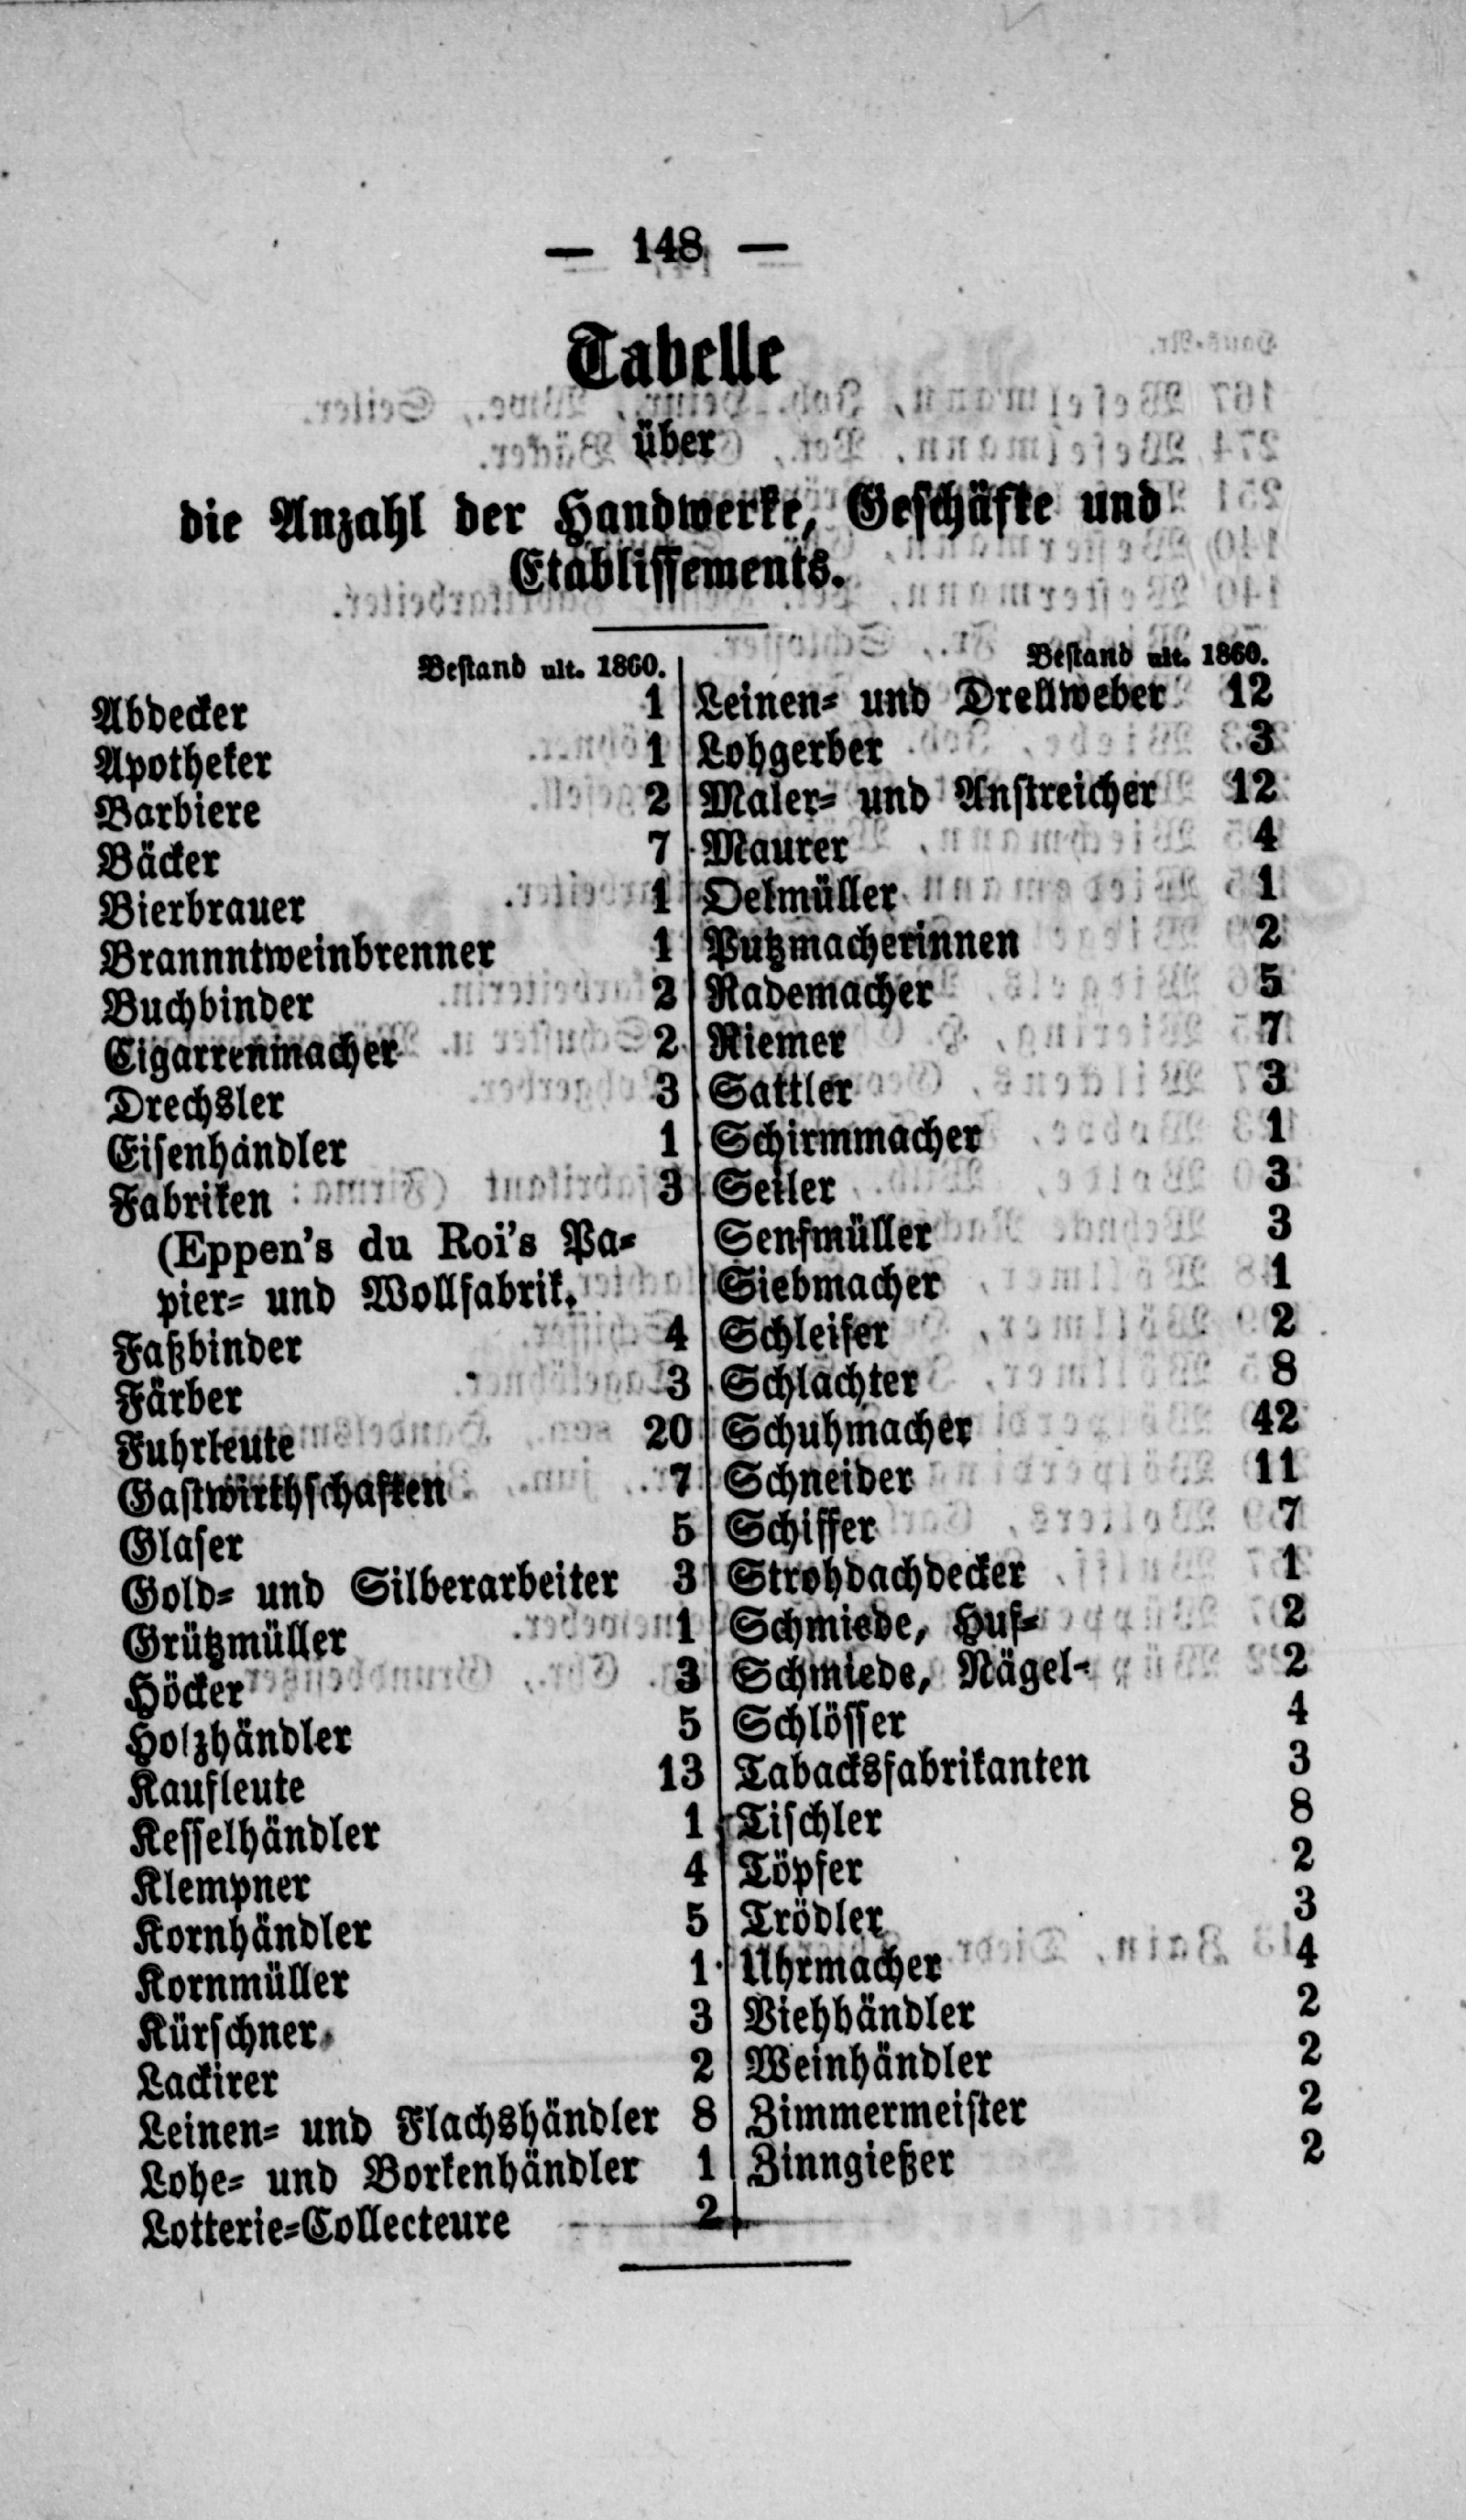 — 148 —
Tabelle
über
die Anzahl der Handwerke, Geschäfte und
Etablissements.
Bestand ult. 1860.
Abdecker 1
Apotheker 1
Barbiere 2
Bäcker 7
Bierbrauer 1
Brannntweinbrenner 1
Buchbinder 2
Cigarrenmacher 2
Drechsler 3
Eisenhändler 1
Fabriken 3
(Eppen's du Roi's Pa-
pier- und Wollfabrik.
Faßbinder 4
Färber 3
Fuhrleute 20
Gastwirthschaften 7
Glaser 5
Gold- und Silberarbeiter 3
Grützmüller 1
Höcker 3
Holzhändler 5
Kaufleute 13
Kesselhändler 1
Klempner 4
Kornhändler 5
Kornmüller 1
Kürschner 3
Lackirer 2
Leinen- und Flachshändler 8
Lohe- und Borkenhändler 1
Lotterie-Collecteure 2
Bestand ult. 1860.
Leinen- und Drellweber 12
Lohgerber 3
Maler- und Anstreicher 12
Maurer 4
Oelmüller 1
Putzmacherinnen 2
Rademacher 5
Riemer 7
Sattler 3
Schirmmacher 1
Seiler 3
Senfmüller 3
Siebmacher 1
Schleifer 2
Schlachter 8
Schuhmacher 42
Schneider 11
Schiffer 7
Strohdachdecker 1
Schmiede, Huf- 2
Schmiede, Nägel- 2
Schlösser 4
Tabacksfabrikanten 3
Tischler 8
Töpfer 2
Trödler 3
Uhrmacher 4
Viehhändler 2
Weinhändler 2
Zimmermeister 2
Zinngießer 2